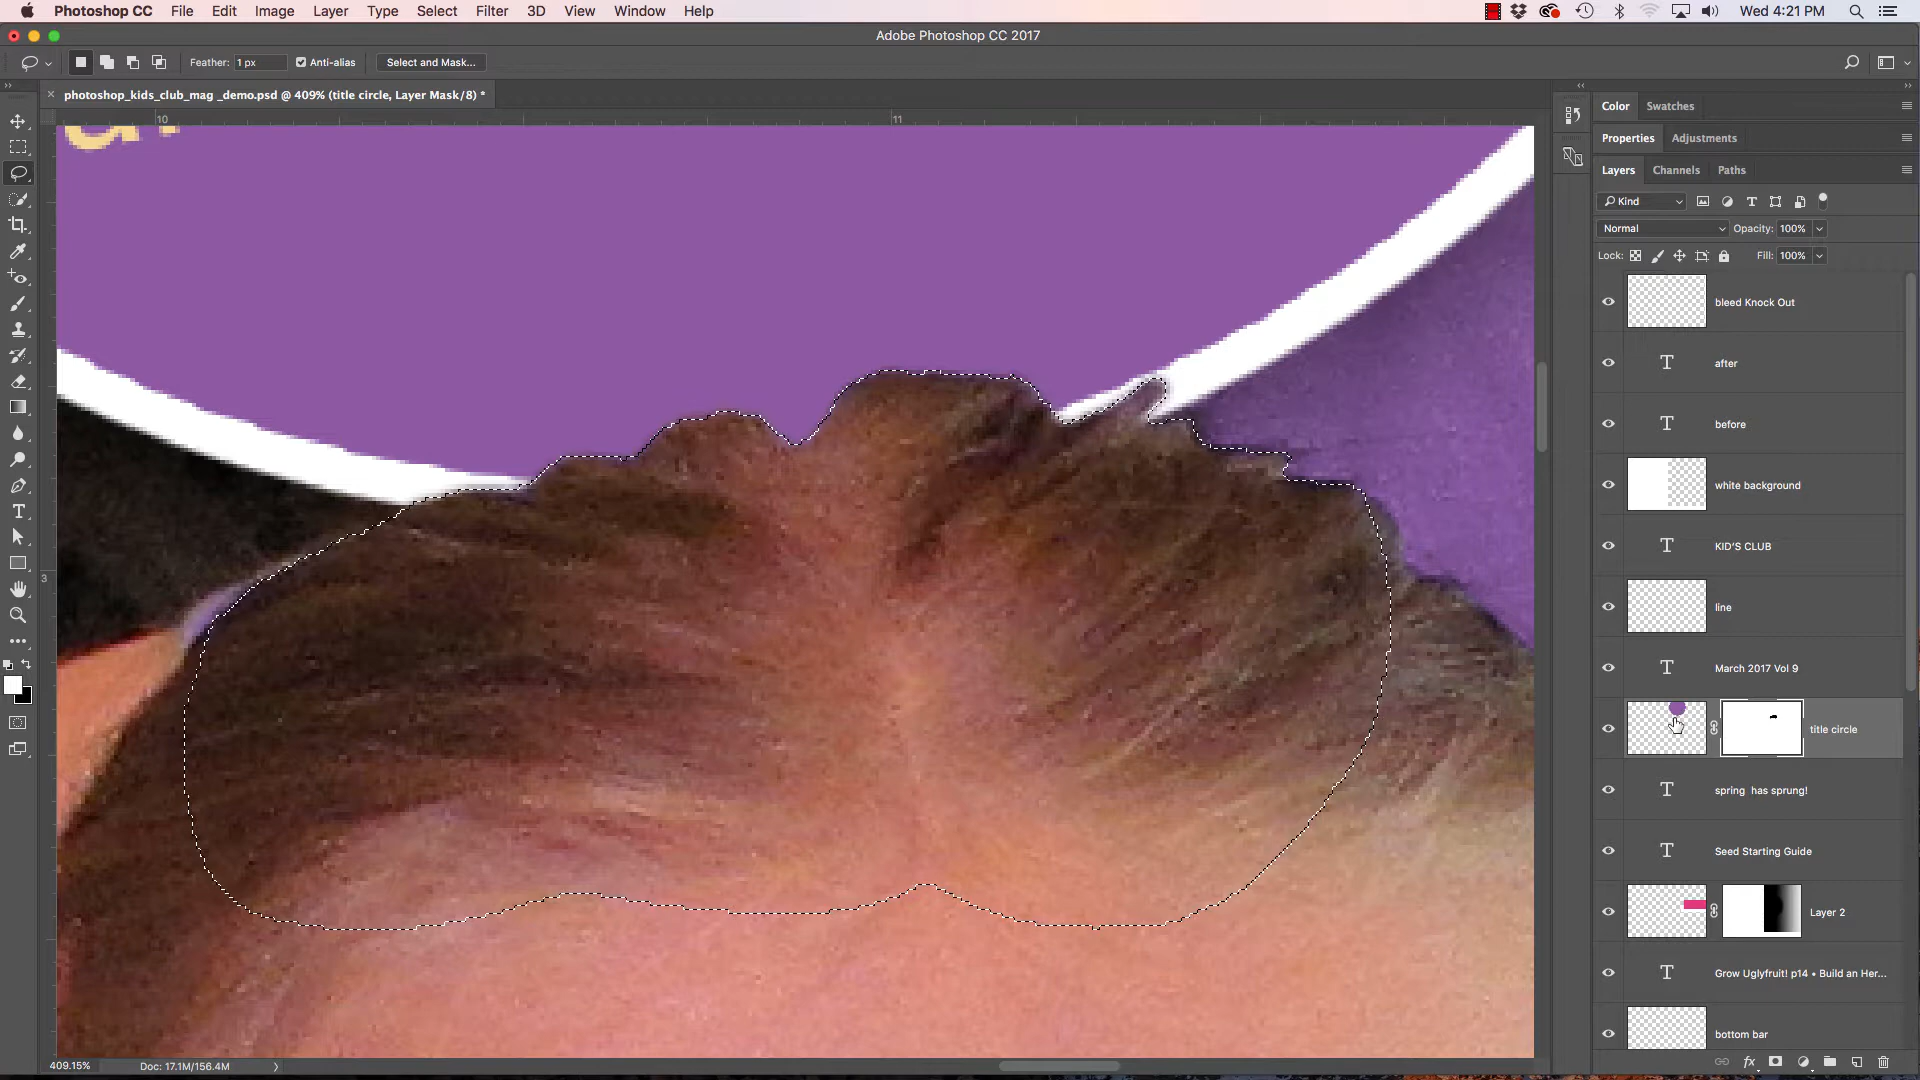 Photoshop CC File Edit Image Layer Type Select Filter 3D View Window Help Wed 4:21 PM
Adobe Photoshop CC 2017
Feather: 1 px Anti-alias Select and Mask...
photoshop_kids_club_mag _demo.psd @ 409% (title circle, Layer Mask/8) *
10 11
3
Color Swatches
Properties Adjustments
Layers Channels Paths
Kind
Normal Opacity: 100%
Lock: Fill: 100%
bleed Knock Out
after
before
white background
KID'S CLUB
line
March 2017 Vol 9
title circle
spring has sprung!
Seed Starting Guide
Layer 2
Grow Uglyfruit! p14 • Build an Her...
bottom bar
409.15% Doc: 17.1M/156.4M